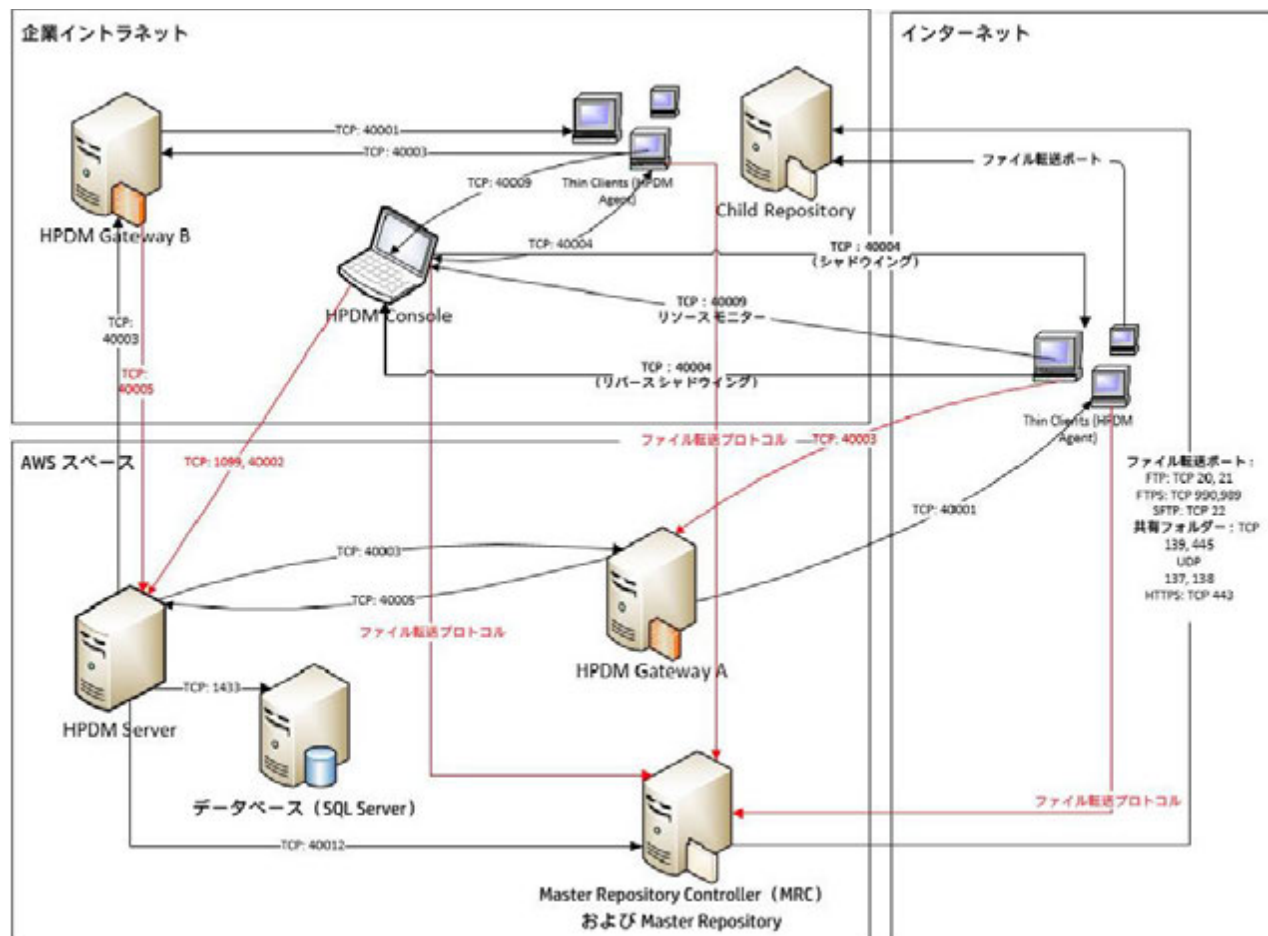 企業イントラネット
インターネット
TCP: 40001
TCP: 40003
ファイル転送ポート
TCP: 40009
Thin Clients (HPDM
Agent)
Child Repository
HPDM Gateway B
TCP: 40004
TCP：40004
（シャドウイング）
TCP：40009
リソース モニター
HPDM Console
TCP:
40003
TCP:
40005
TCP：40004
（リバース シャドウイング）
Thin Clients (HPDM
Agent)
ファイル転送プロトコル
TCP: 40003
AWS スペース
TCP: 1099, 40002
ファイル転送ポート：
FTP: TCP 20, 21
FTPS: TCP 990,989
SFTP: TCP 22
共有フォルダー：TCP
139, 445
UDP
137, 138
HTTPS: TCP 443
TCP: 40001
TCP: 40003
TCP: 40005
ファイル転送プロトコル
HPDM Gateway A
TCP: 1433
HPDM Server
データベース（SQL Server）
ファイル転送プロトコル
TCP: 40012
Master Repository Controller（MRC）
および Master Repository